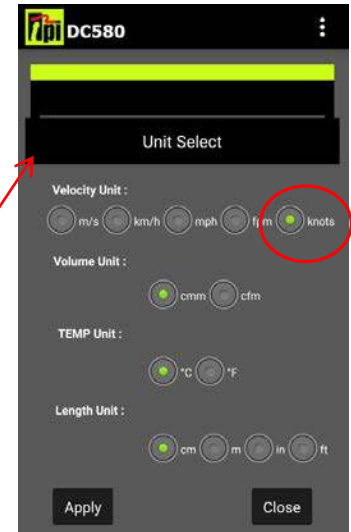 TPI DC580
Unit Select
Velocity Unit :
m/s km/h mph fpm knots
Volume Unit :
cmm cfm
TEMP Unit :
°C °F
Length Unit :
cm m in ft
Apply Close